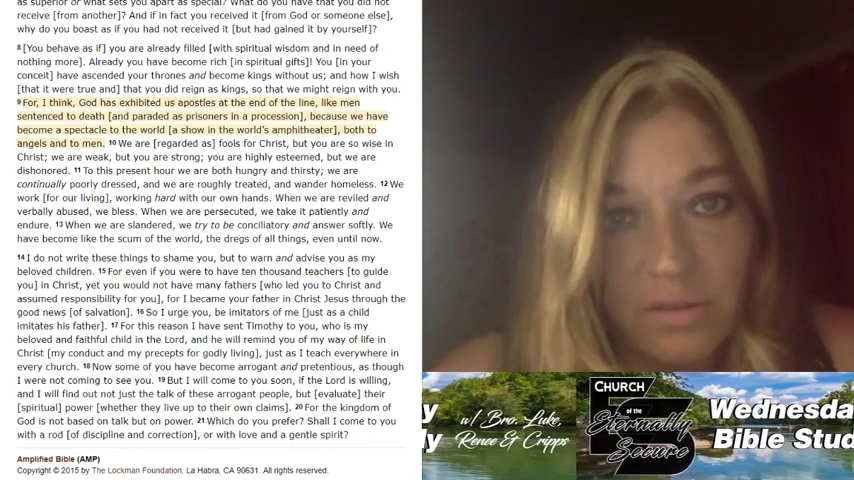 as superior or what sets you apart as special? What do you have that you did not
receive [from another]? And if in fact you received it [from God or someone else],
why do you boast as if you had not received it [but had gained it by yourself]?
8 [You behave as if] you are already filled [with spiritual wisdom and in need of
nothing more]. Already you have become rich [in spiritual gifts]! You [in your
conceit] have ascended your thrones and become kings without us; and how I wish
[that it were true and] that you did reign as kings, so that we might reign with you.
9 For, I think, God has exhibited us apostles at the end of the line, like men
sentenced to death [and paraded as prisoners in a procession], because we have
become a spectacle to the world [a show in the world's amphitheater], both to
angels and to men. 10 We are [regarded as] fools for Christ, but you are so wise in
Christ; we are weak, but you are strong; you are highly esteemed, but we are
dishonored. 11 To this present hour we are both hungry and thirsty; we are
continually poorly dressed, and we are roughly treated, and wander homeless. 12 We
work [for our living], working hard with our own hands. When we are reviled and
verbally abused, we bless. When we are persecuted, we take it patiently and
endure. 13 When we are slandered, we try to be conciliatory and answer softly. We
have become like the scum of the world, the dregs of all things, even until now.
14 I do not write these things to shame you, but to warn and advise you as my
beloved children. 15 For even if you were to have ten thousand teachers [to guide
you] in Christ, yet you would not have many fathers [who led you to Christ and
assumed responsibility for you], for I became your father in Christ Jesus through the
good news [of salvation]. 16 So I urge you, be imitators of me [just as a child
imitates his father]. 17 For this reason I have sent Timothy to you, who is my
beloved and faithful child in the Lord, and he will remind you of my way of life in
Christ [my conduct and my precepts for godly living], just as I teach everywhere in
every church. 18 Now some of you have become arrogant and pretentious, as though
I were not coming to see you. 19 But I will come to you soon, if the Lord is willing,
and I will find out not just the talk of these arrogant people, but [evaluate] their
[spiritual] power [whether they live up to their own claims]. 20 For the kingdom of
God is not based on talk but on power. 21 Which do you prefer? Shall I come to you
with a rod [of discipline and correction], or with love and a gentle spirit?
Amplified Bible (AMP)
Copyright © 2015 by The Lockman Foundation, La Habra, CA 90631. All rights reserved.
y
dy
w/ Bro. Luke,
Renee & Cripps
CHURCH
of the
Eternally
Secure
Wednesda
Bible Stud